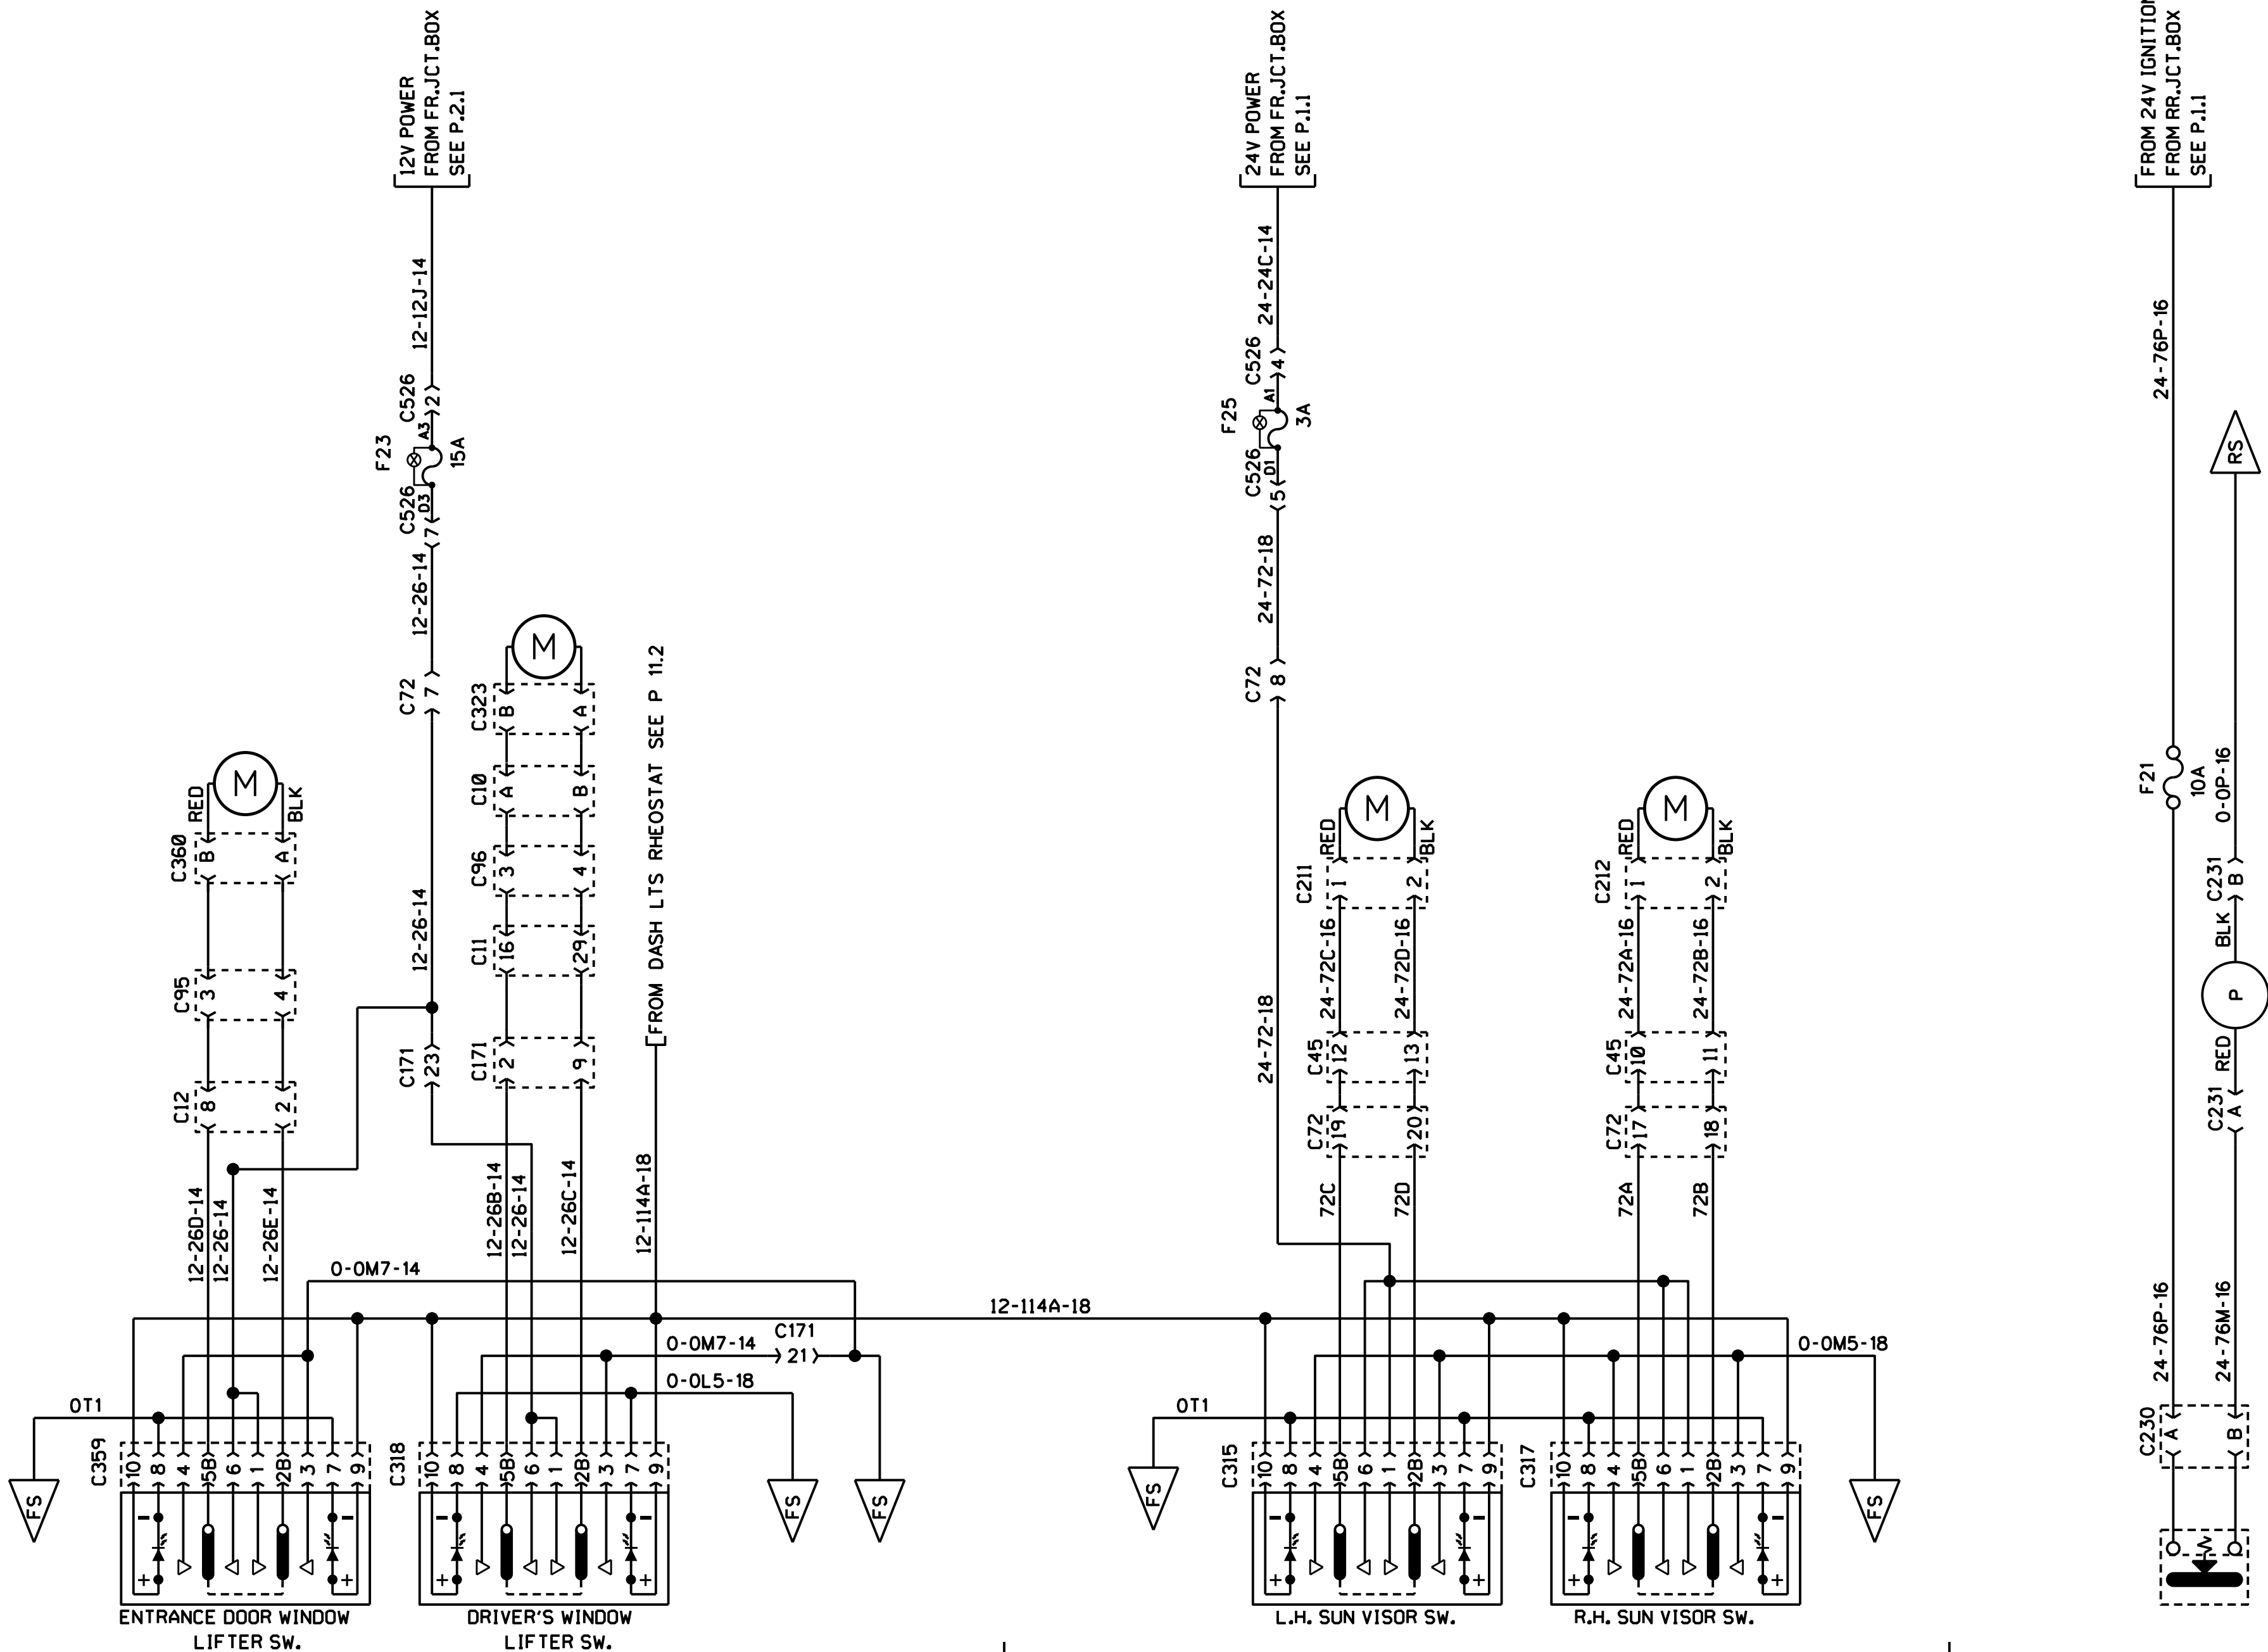 12V POWER
FROM FR.JCT.BOX
SEE P.2.1
12-12J-14
C526
2
A3
F23
15A
C526
D3
7
12-26-14
C72
7
12-26-14
C171
23
M
RED
BLK
C360
B
A
C95
3
4
C12
8
2
12-26D-14
12-26-14
12-26E-14
M
C323
B
A
C10
A
B
C96
3
4
C11
16
29
C171
2
9
12-26B-14
12-26-14
12-26C-14
FROM DASH LTS RHEOSTAT SEE P 11.2
12-114A-18
0-0M7-14
12-114A-18
0-0M7-14
C171
21
0-0L5-18
OT1
FS
C359
10
8
4
5B
6
1
2B
3
7
9
- -
+ +
ENTRANCE DOOR WINDOW
LIFTER SW.
C318
10
8
4
5B
6
1
2B
3
7
9
- -
+ +
DRIVER'S WINDOW
LIFTER SW.
FS
FS
24V POWER
FROM FR.JCT.BOX
SEE P.1.1
24-24C-14
C526
4
A1
F25
3A
C526
D1
5
24-72-18
C72
8
24-72-18
M
RED
BLK
C211
1
2
24-72C-16
24-72D-16
C45
12
13
C72
19
20
72C
72D
M
RED
BLK
C212
1
2
24-72A-16
24-72B-16
C45
10
11
C72
17
18
72A
72B
0-0M5-18
OT1
FS
C315
10
8
4
5B
6
1
2B
3
7
9
- -
+ +
L.H. SUN VISOR SW.
C317
10
8
4
5B
6
1
2B
3
7
9
- -
+ +
R.H. SUN VISOR SW.
FS
FROM 24V IGNITION
FROM RR.JCT.BOX
SEE P.1.1
24-76P-16
F21
10A
RS
0-0P-16
C231
B
BLK
P
RED
C231
A
24-76P-16
24-76M-16
C230
A
B